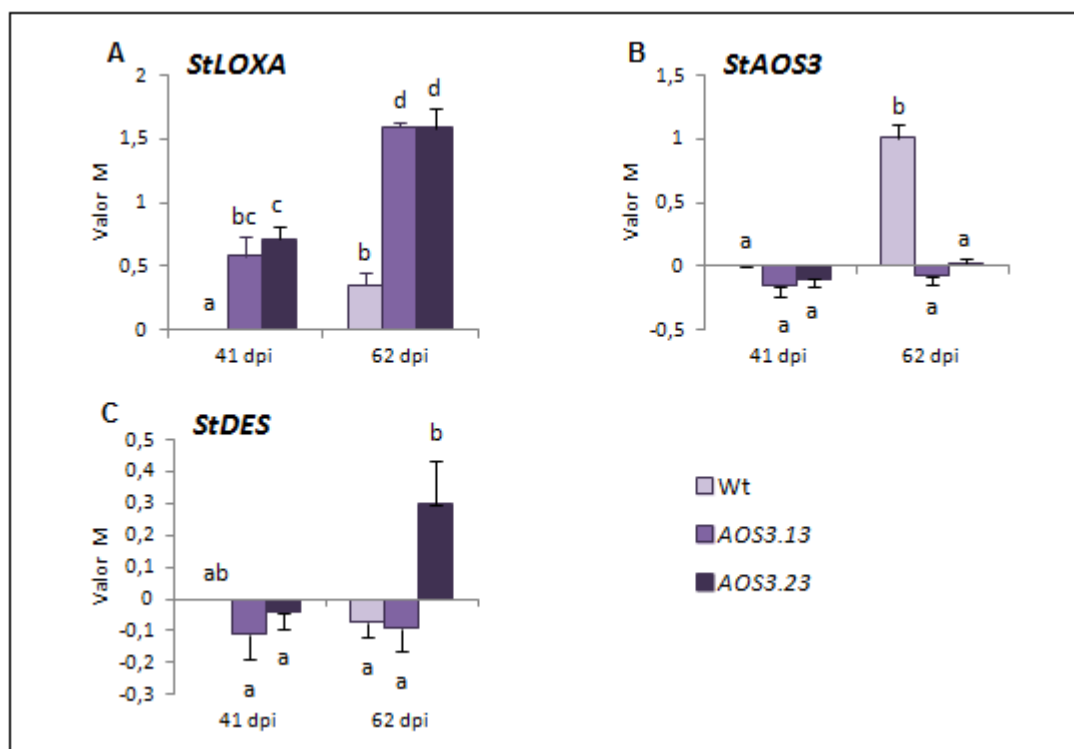 A
StLOXA
2
1,5
1
0,5
0
Valor M
a
bc
c
b
d
d
41 dpi
62 dpi
B
StAOS3
1,5
1
0,5
0
-0,5
Valor M
a
a
a
b
a
a
41 dpi
62 dpi
C
StDES
0,5
0,4
0,3
0,2
0,1
0
-0,1
-0,2
-0,3
Valor M
ab
a
a
a
a
b
41 dpi
62 dpi
Wt
AOS3.13
AOS3.23